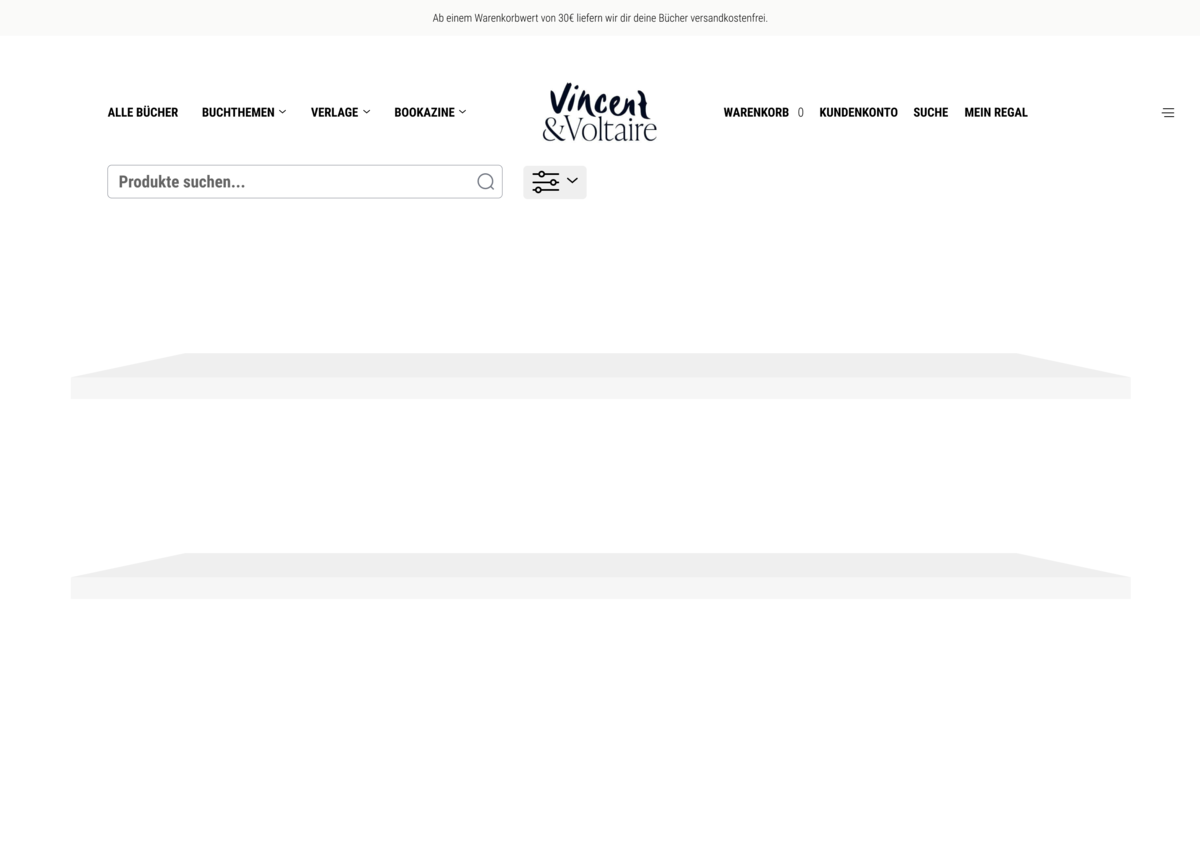 Ab einem Warenkorbwert von 30€ liefern wir dir deine Bücher versandkostenfrei.
ALLE BÜCHER BUCHTHEMEN VERLAGE BOOKAZINE
Vincent
&Voltaire
WARENKORB 0 KUNDENKONTO SUCHE MEIN REGAL
Produkte suchen...